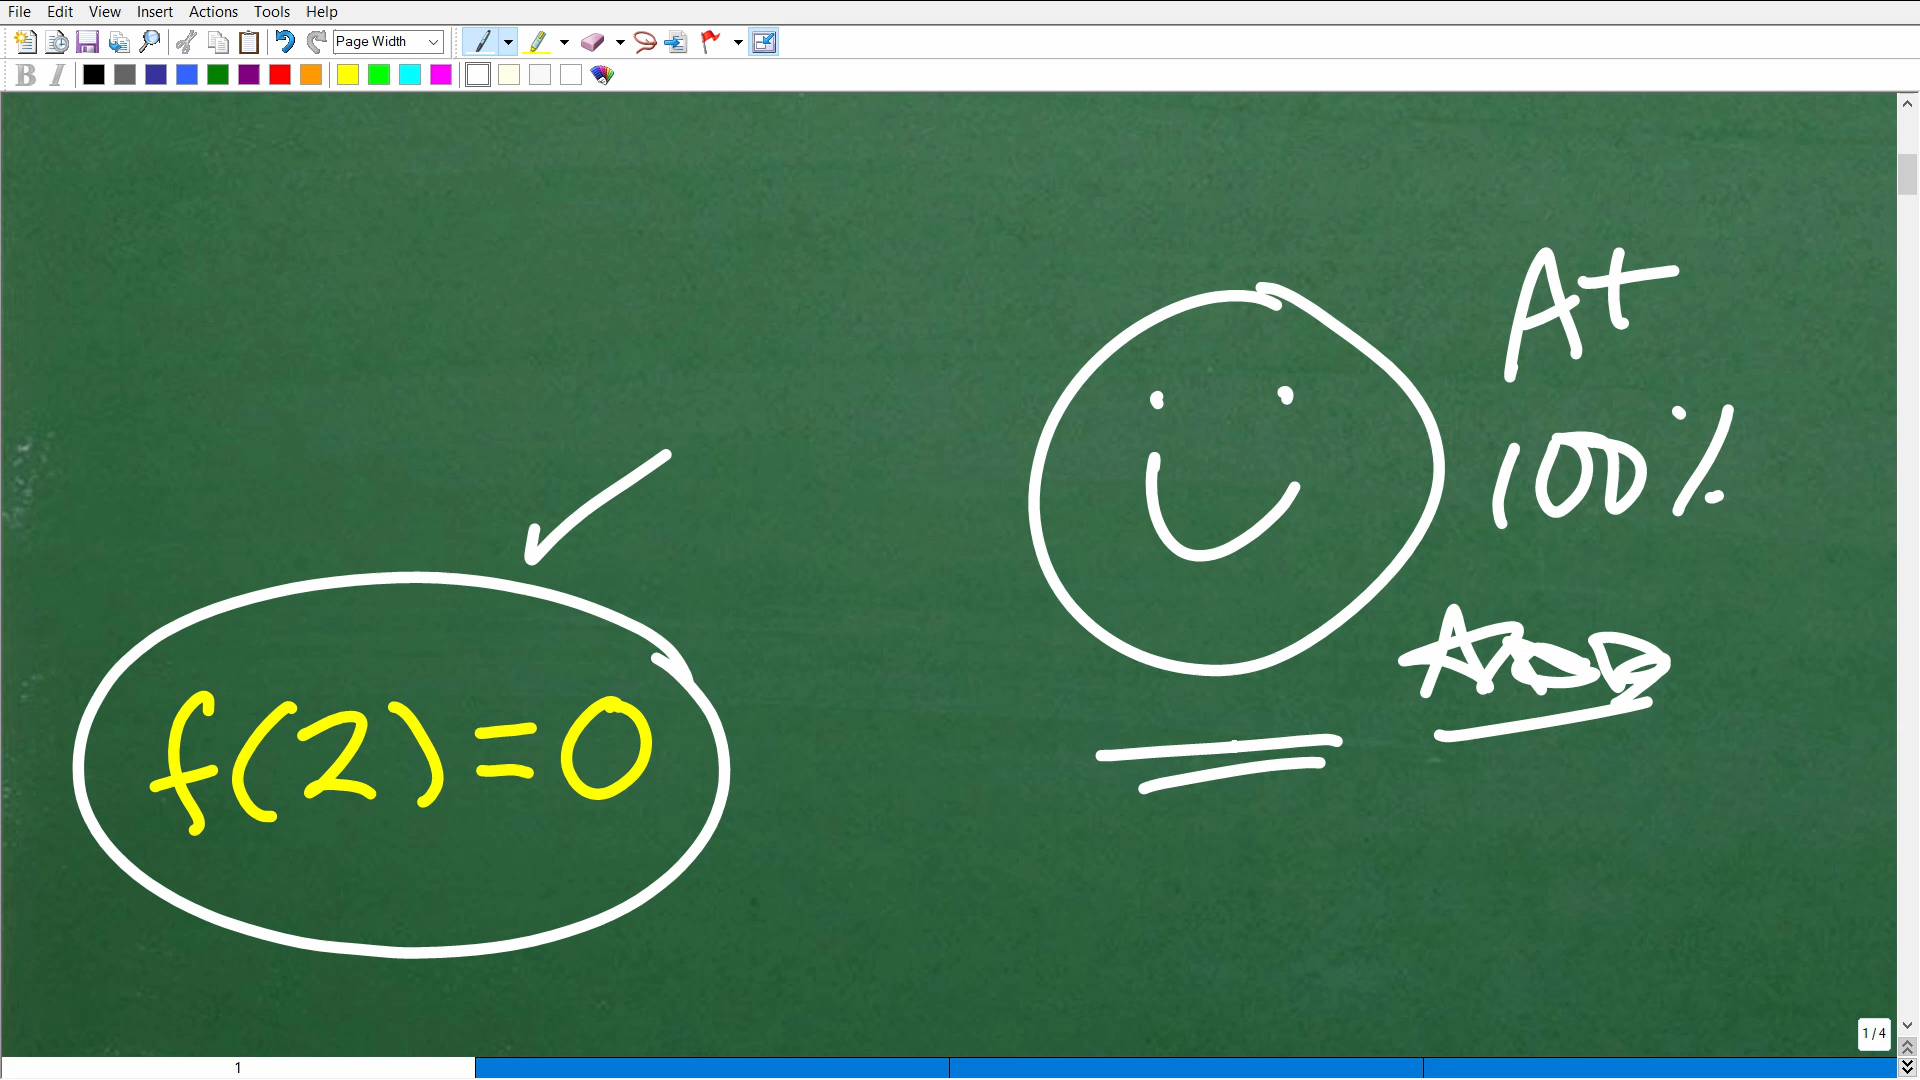 File Edit View Insert Actions Tools Help
Page Width
B I
A+
100%
f(2)=0
1/4
1